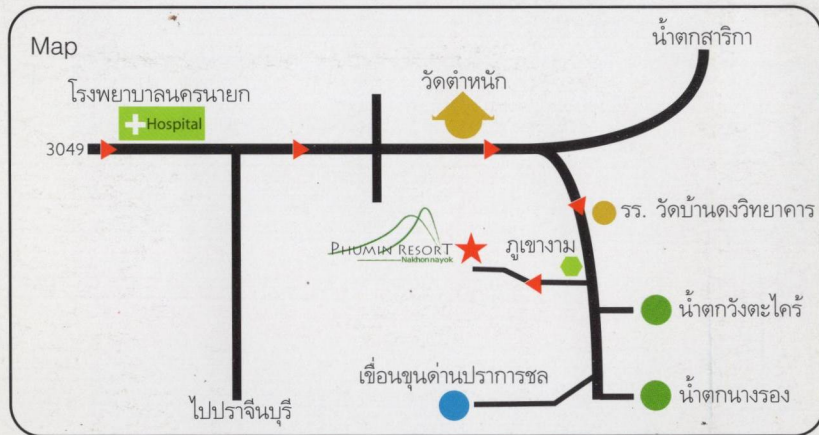 Map
น้ำตกสาริกา
โรงพยาบาลนครนายก
วัดตำหนัก
Hospital
3049
รร. วัดบ้านดงวิทยาคาร
PHUMIN RESORT
Nakhonnayok
ภูเขางาม
น้ำตกวังตะไคร้
เขื่อนขุนด่านปราการชล
น้ำตกนางรอง
ไปปราจีนบุรี